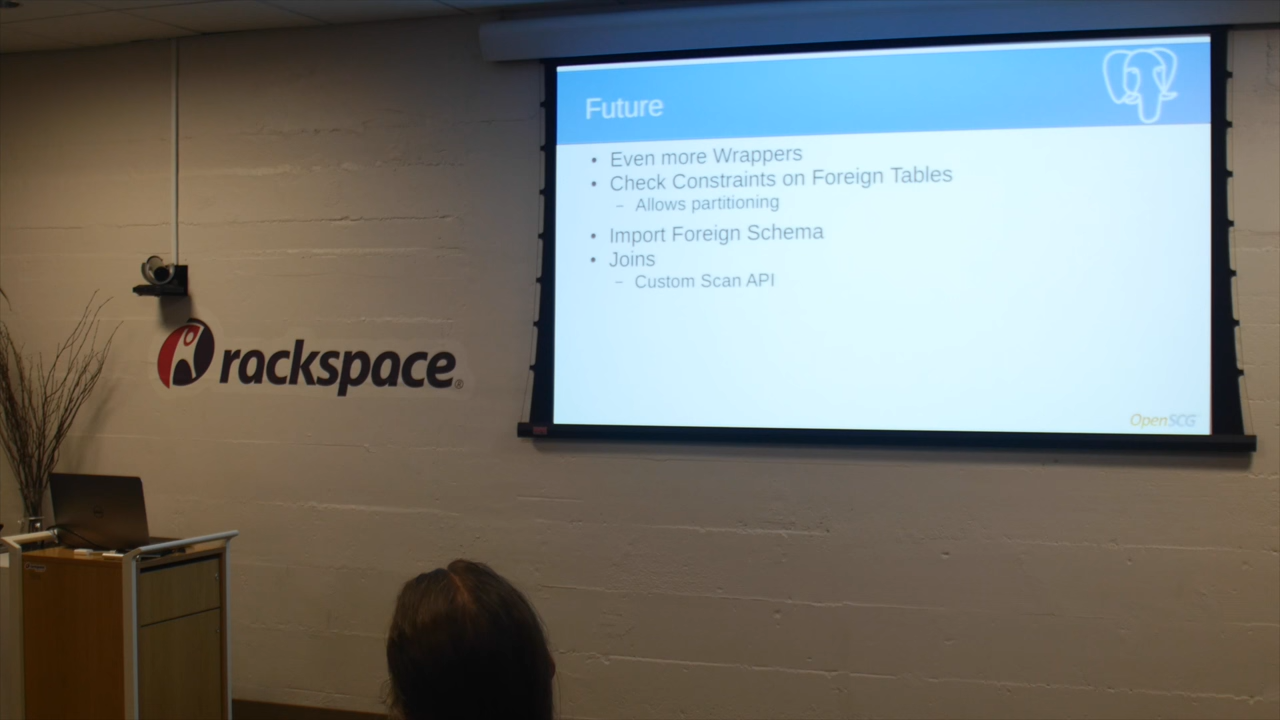 Future
• Even more Wrappers
• Check Constraints on Foreign Tables
– Allows partitioning
• Import Foreign Schema
• Joins
– Custom Scan API
OpenSCG
rackspace®